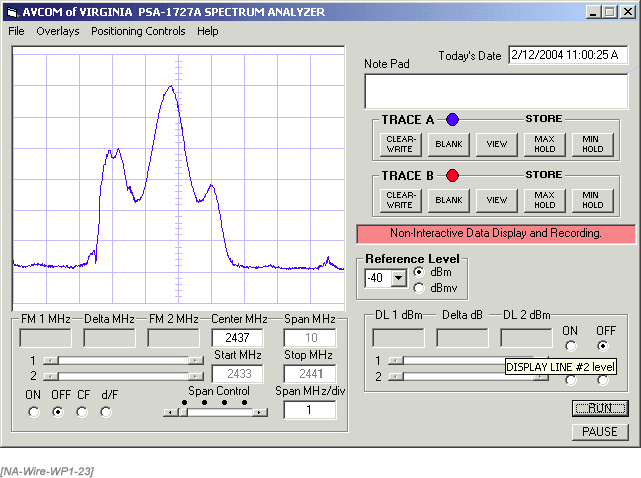 AVCOM of VIRGINIA PSA-1727A SPECTRUM ANALYZER
File Overlays Positioning Controls Help
Today's Date 2/12/2004 11:00:25 A
Note Pad
TRACE A STORE
CLEAR-WRITE BLANK VIEW MAX HOLD MIN HOLD
TRACE B STORE
CLEAR-WRITE BLANK VIEW MAX HOLD MIN HOLD
Non-Interactive Data Display and Recording.
Reference Level
-40 dBm
dBmv
FM 1 MHz Delta MHz FM 2 MHz Center MHz Span MHz
2437 10
Start MHz Stop MHz
1 2433 2441
2
ON OFF CF d/F Span Control Span MHz/div
1
DL 1 dBm Delta dB DL 2 dBm
ON OFF
1
DISPLAY LINE #2 level
2
RUN
PAUSE
[NA-Wire-WP1-23]